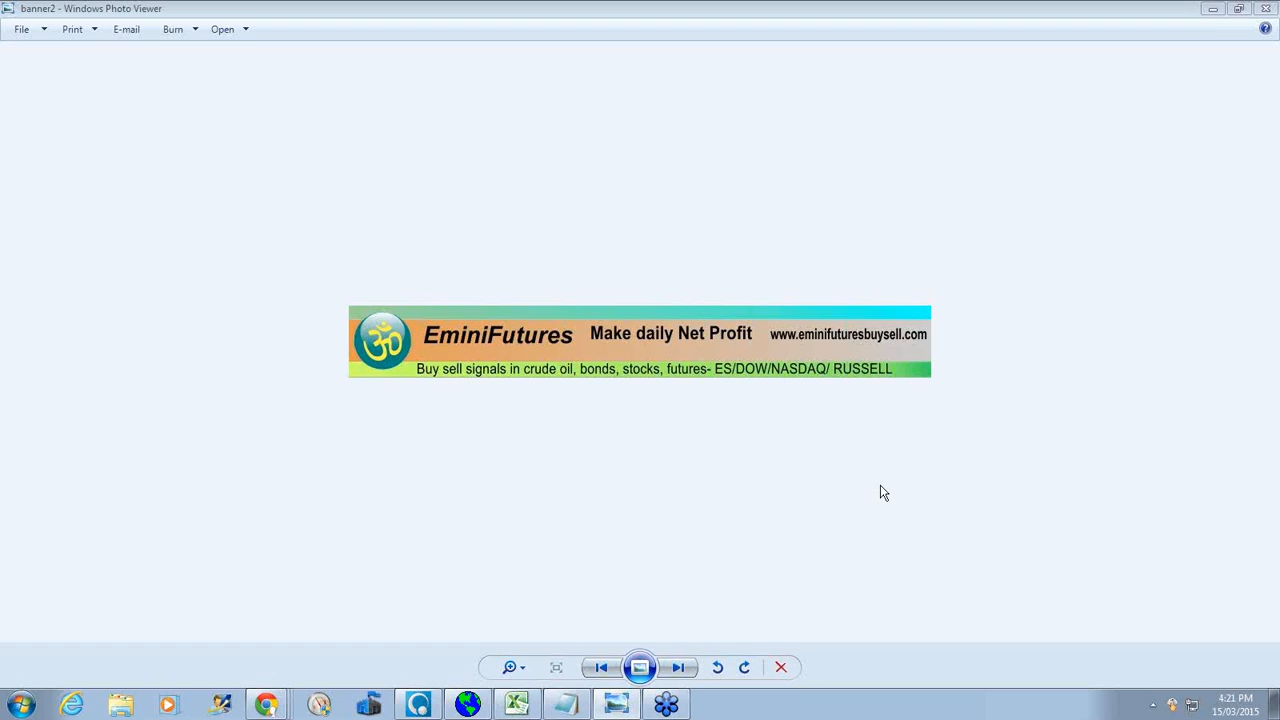 banner2 - Windows Photo Viewer
File Print E-mail Burn Open
ॐ EminiFutures Make daily Net Profit www.eminifuturesbuysell.com
Buy sell signals in crude oil, bonds, stocks, futures- ES/DOW/NASDAQ/ RUSSELL
4:21 PM
15/03/2015